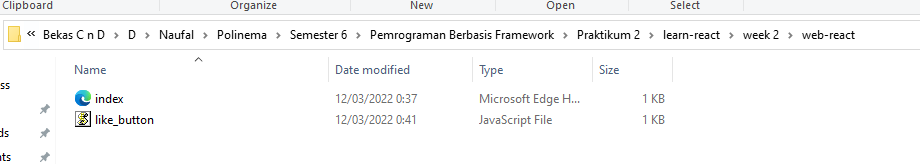 Clipboard Organize New Open Select
« Bekas C n D > D > Naufal > Polinema > Semester 6 > Pemrograman Berbasis Framework > Praktikum 2 > learn-react > week 2 > web-react
Name Date modified Type Size
ss
index 12/03/2022 0:37 Microsoft Edge H... 1 KB
like_button 12/03/2022 0:41 JavaScript File 1 KB
ds
nts